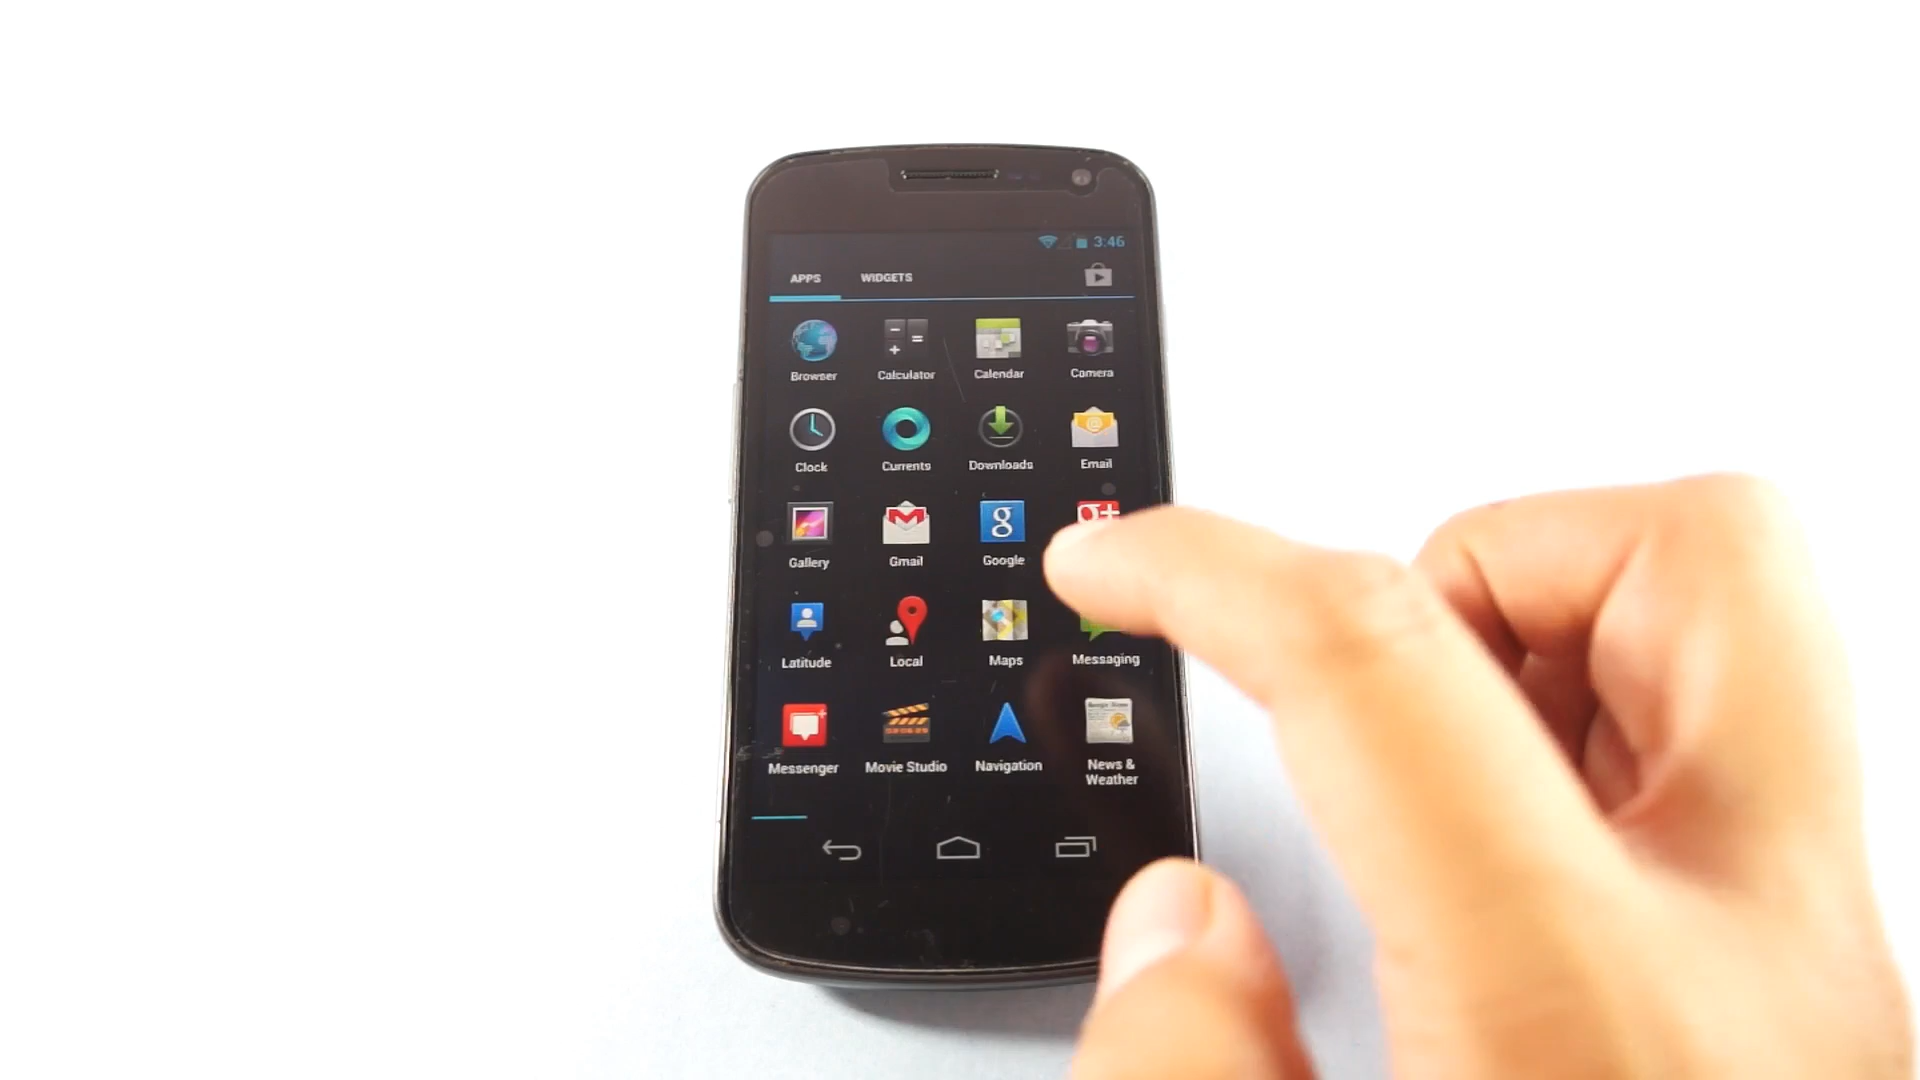 3:46
APPS WIDGETS
Browser Calculator Calendar Camera
Clock Currents Downloads Email
g g+
Gallery Gmail Google
Latitude Local Maps Messaging
Messenger Movie Studio Navigation News &
Weather